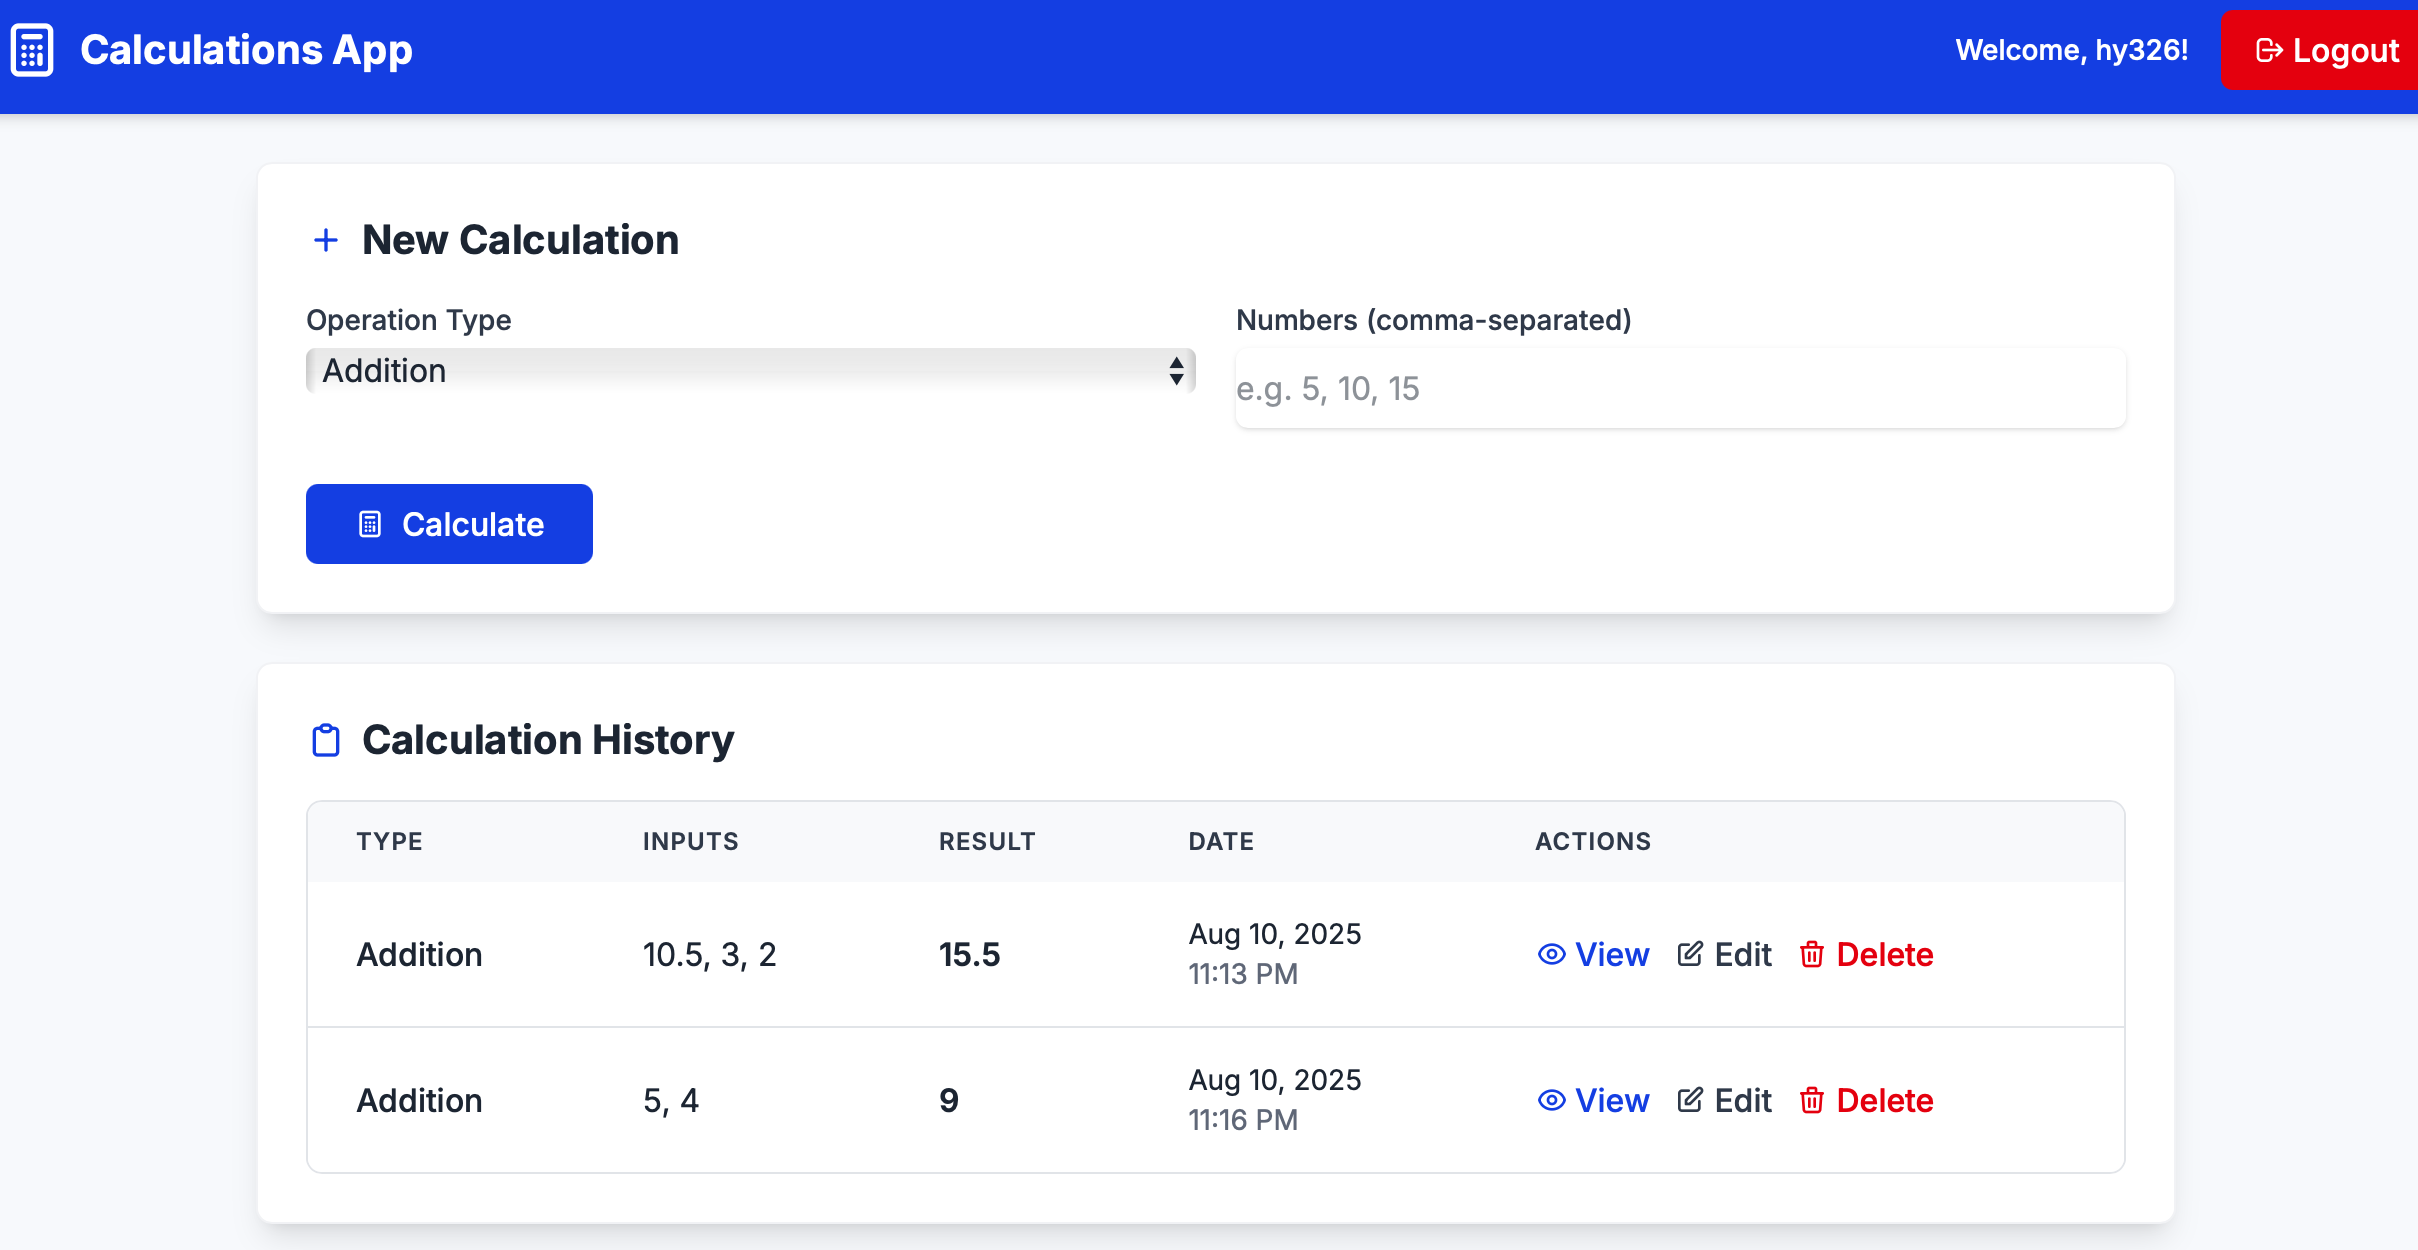 Calculations App
Welcome, hy326!
Logout
New Calculation
Operation Type
Numbers (comma-separated)
Addition
e.g. 5, 10, 15
Calculate
Calculation History
TYPE INPUTS RESULT DATE ACTIONS
Addition 10.5, 3, 2 15.5 Aug 10, 2025 11:13 PM View Edit Delete
Addition 5, 4 9 Aug 10, 2025 11:16 PM View Edit Delete